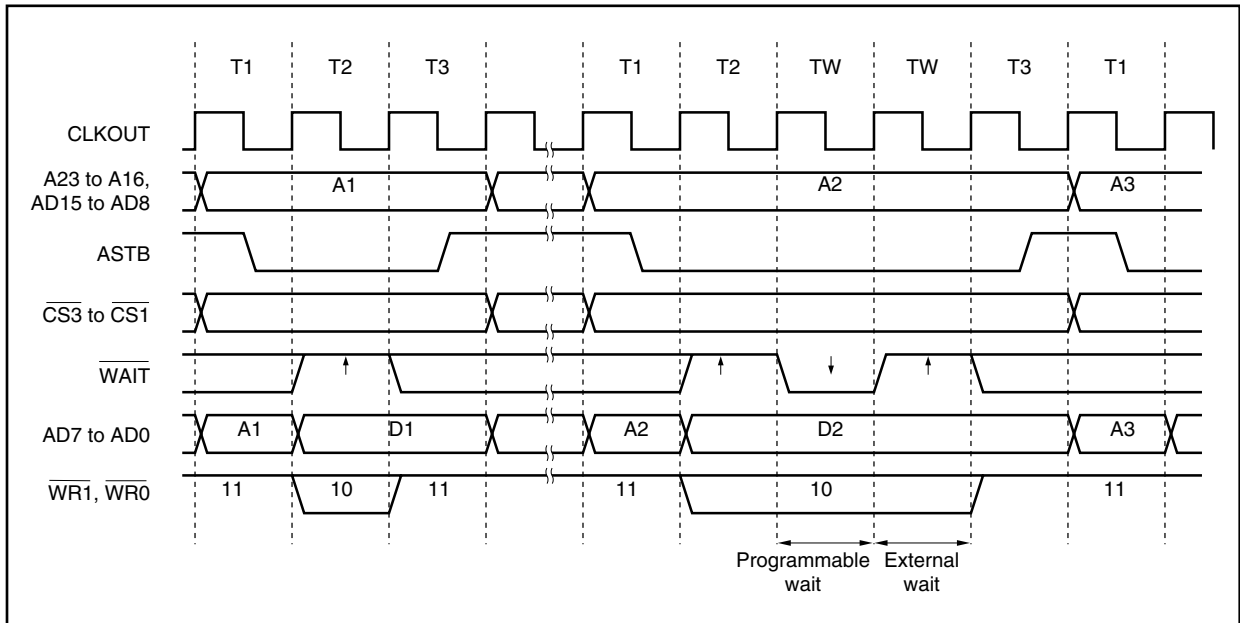 T1 T2 T3 T1 T2 TW TW T3 T1
CLKOUT
A23 to A16,
AD15 to AD8
A1 A2 A3
ASTB
CS3 to CS1
WAIT
AD7 to AD0 A1 D1 A2 D2 A3
WR1, WR0 11 10 11 11 10 11
Programmable
wait
External
wait